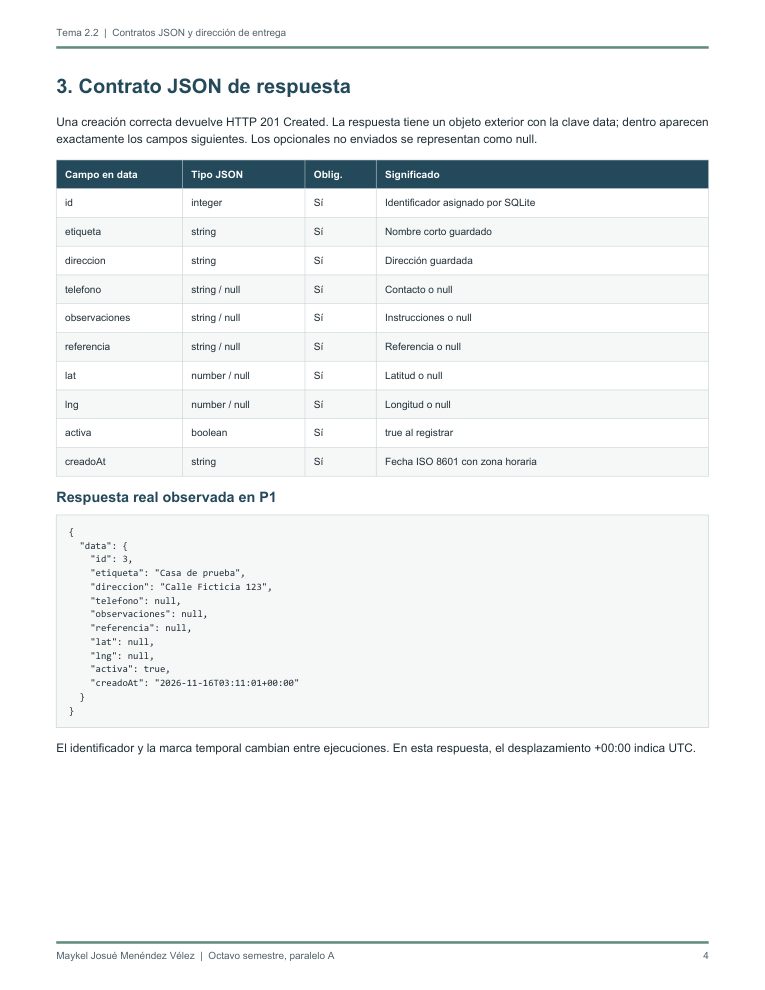 Tema 2.2 | Contratos JSON y dirección de entrega
3. Contrato JSON de respuesta
Una creación correcta devuelve HTTP 201 Created. La respuesta tiene un objeto exterior con la clave data; dentro aparecen
exactamente los campos siguientes. Los opcionales no enviados se representan como null.
Campo en data Tipo JSON Oblig. Significado
id integer Sí Identificador asignado por SQLite
etiqueta string Sí Nombre corto guardado
direccion string Sí Dirección guardada
telefono string / null Sí Contacto o null
observaciones string / null Sí Instrucciones o null
referencia string / null Sí Referencia o null
lat number / null Sí Latitud o null
lng number / null Sí Longitud o null
activa boolean Sí true al registrar
creadoAt string Sí Fecha ISO 8601 con zona horaria
Respuesta real observada en P1
{
"data": {
"id": 3,
"etiqueta": "Casa de prueba",
"direccion": "Calle Ficticia 123",
"telefono": null,
"observaciones": null,
"referencia": null,
"lat": null,
"lng": null,
"activa": true,
"creadoAt": "2026-11-16T03:11:01+00:00"
}
}
El identificador y la marca temporal cambian entre ejecuciones. En esta respuesta, el desplazamiento +00:00 indica UTC.
Maykel Josué Menéndez Vélez | Octavo semestre, paralelo A 4